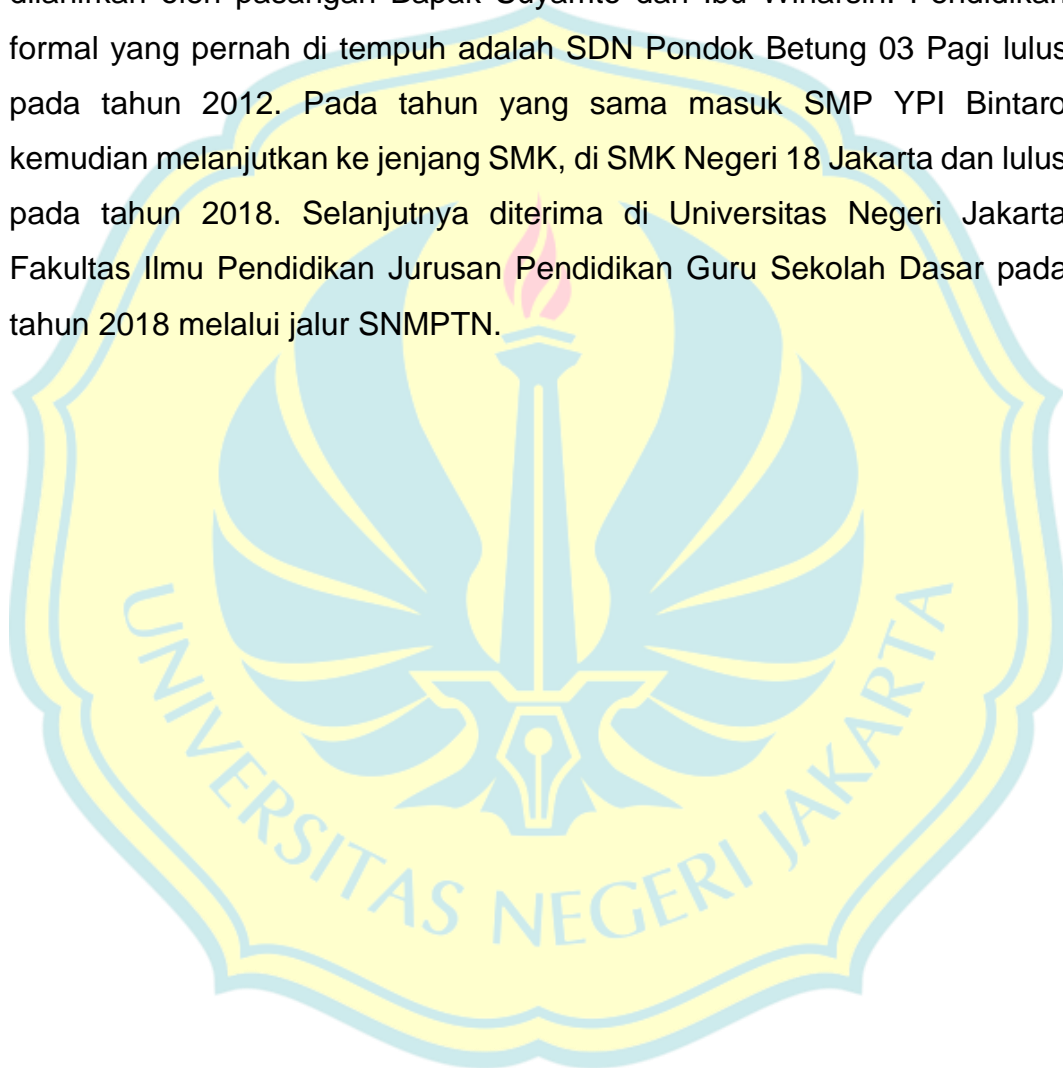 formal yang pernah di tempuh adalah SDN Pondok Betung 03 Pagi lulus
pada tahun 2012. Pada tahun yang sama masuk SMP YPI Bintaro
kemudian melanjutkan ke jenjang SMK, di SMK Negeri 18 Jakarta dan lulus
pada tahun 2018. Selanjutnya diterima di Universitas Negeri Jakarta
Fakultas Ilmu Pendidikan Jurusan Pendidikan Guru Sekolah Dasar pada
tahun 2018 melalui jalur SNMPTN.
UNIVERSITAS NEGERI JAKARTA